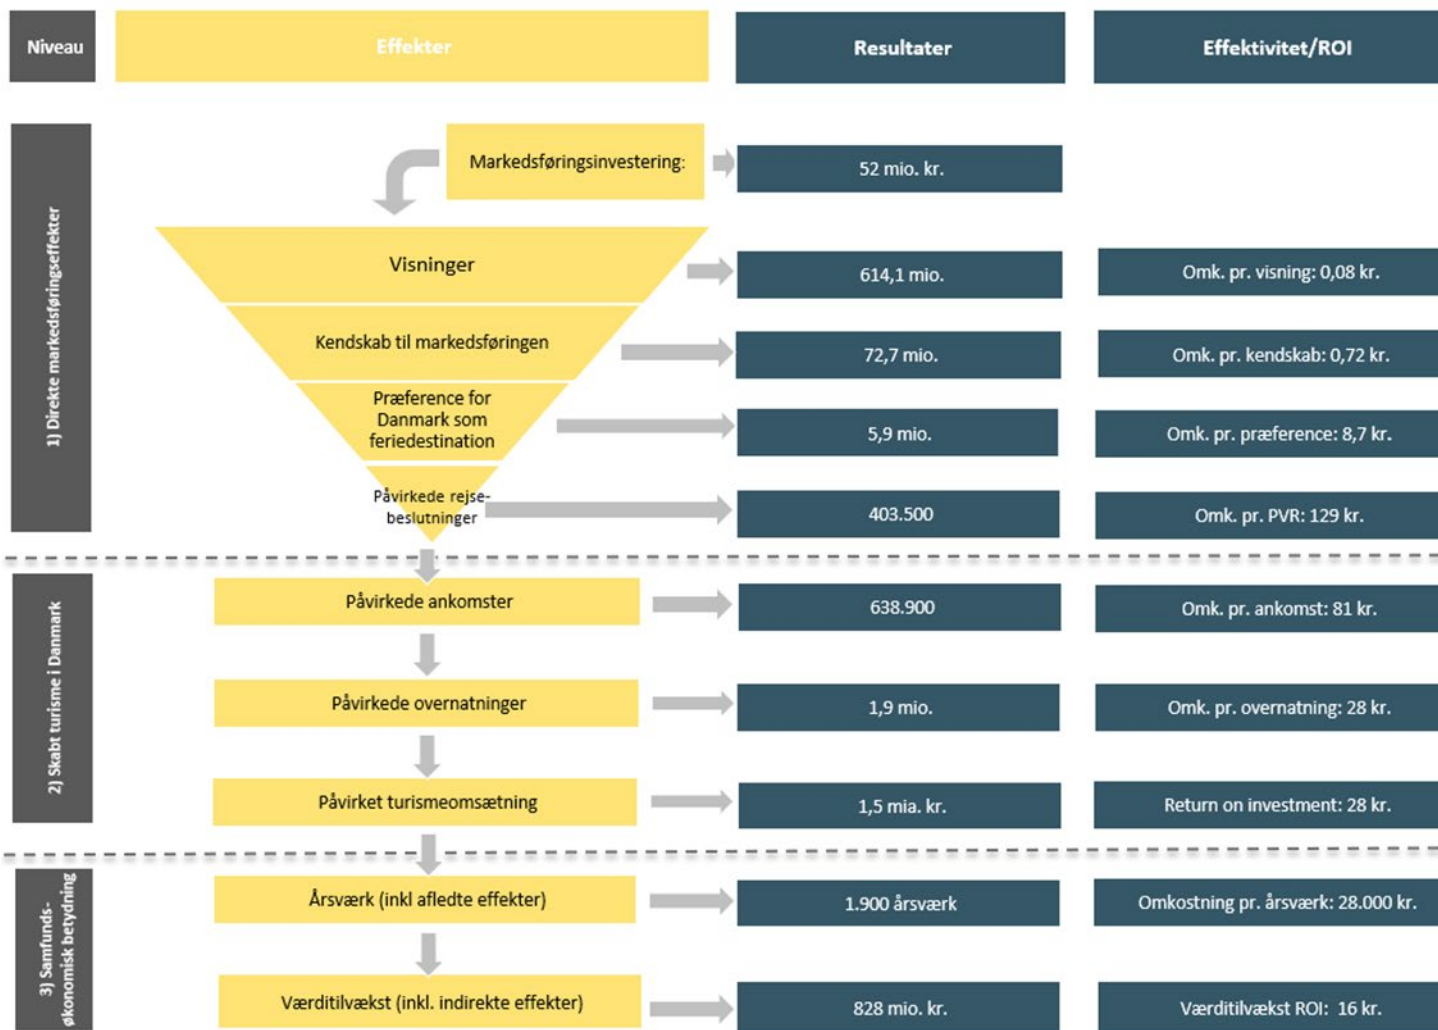 Niveau
Effekter
Resultater
Effektivitet/ROI
1) Direkte markedsføringseffekter
Markedsføringsinvestering:
52 mio. kr.
Visninger
614,1 mio.
Omk. pr. visning: 0,08 kr.
Kendskab til markedsføringen
72,7 mio.
Omk. pr. kendskab: 0,72 kr.
Præference for
Danmark som
feriedestination
5,9 mio.
Omk. pr. præference: 8,7 kr.
Påvirkede rejse-
beslutninger
403.500
Omk. pr. PVR: 129 kr.
2) Skabt turisme i Danmark
Påvirkede ankomster
638.900
Omk. pr. ankomst: 81 kr.
Påvirkede overnatninger
1,9 mio.
Omk. pr. overnatning: 28 kr.
Påvirket turismeomsætning
1,5 mia. kr.
Return on investment: 28 kr.
3) Samfunds-
økonomisk betydning
Årsværk (inkl afledte effekter)
1.900 årsværk
Omkostning pr. årsværk: 28.000 kr.
Værditilvækst (inkl. indirekte effekter)
828 mio. kr.
Værditilvækst ROI: 16 kr.